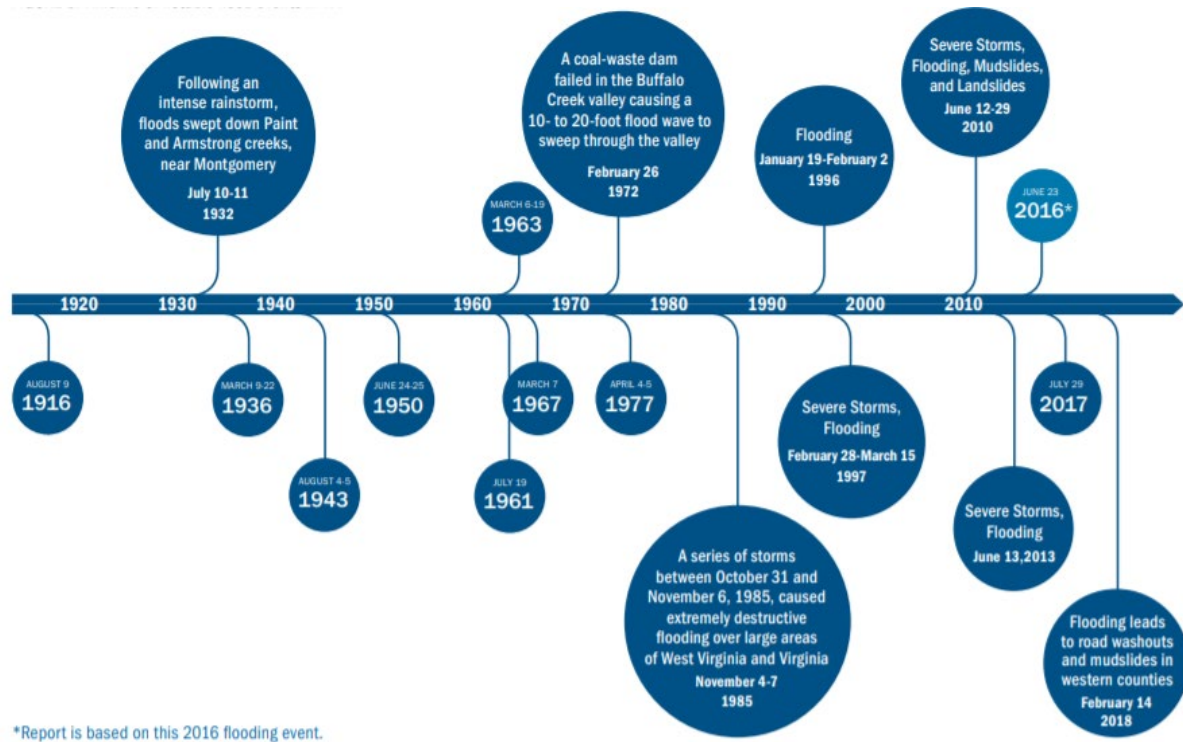 Following an
intense rainstorm,
floods swept down Paint
and Armstrong creeks,
near Montgomery
July 10-11
1932
MARCH 6-19
1963
A coal-waste dam
failed in the Buffalo
Creek valley causing a
10- to 20-foot flood wave to
sweep through the valley
February 26
1972
Flooding
January 19-February 2
1996
Severe Storms,
Flooding, Mudslides,
and Landslides
June 12-29
2010
JUNE 23
2016*
1920 1930 1940 1950 1960 1970 1980 1990 2000 2010
AUGUST 9
1916
MARCH 9-22
1936
AUGUST 4-5
1943
JUNE 24-25
1950
JULY 19
1961
MARCH 7
1967
APRIL 4-5
1977
A series of storms
between October 31 and
November 6, 1985, caused
extremely destructive
flooding over large areas
of West Virginia and Virginia
November 4-7
1985
Severe Storms,
Flooding
February 28-March 15
1997
Severe Storms,
Flooding
June 13,2013
JULY 29
2017
Flooding leads
to road washouts
and mudslides in
western counties
February 14
2018
*Report is based on this 2016 flooding event.